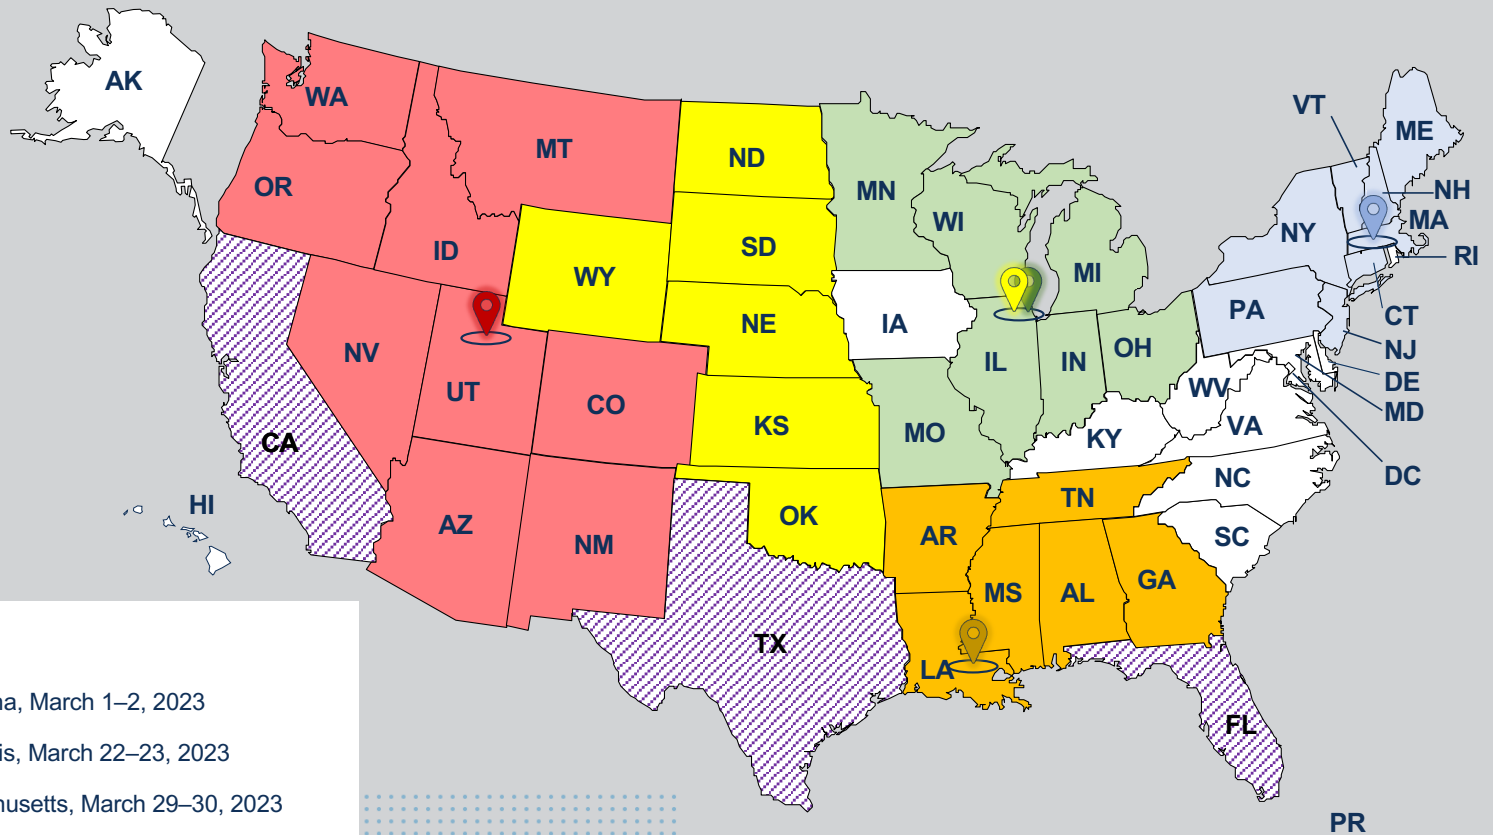 AK
WA
MT
ND
MN
VT
ME
OR
ID
SD
WI
MI
NY
NH
MA
RI
WY
NE
IA
IL
IN
OH
PA
CT
NJ
DE
MD
DC
NV
UT
CO
KS
MO
KY
WV
VA
CA
HI
AZ
NM
OK
AR
TN
NC
SC
MS
AL
GA
TX
LA
FL
PR
na, March 1–2, 2023
is, March 22–23, 2023
husetts, March 29–30, 2023